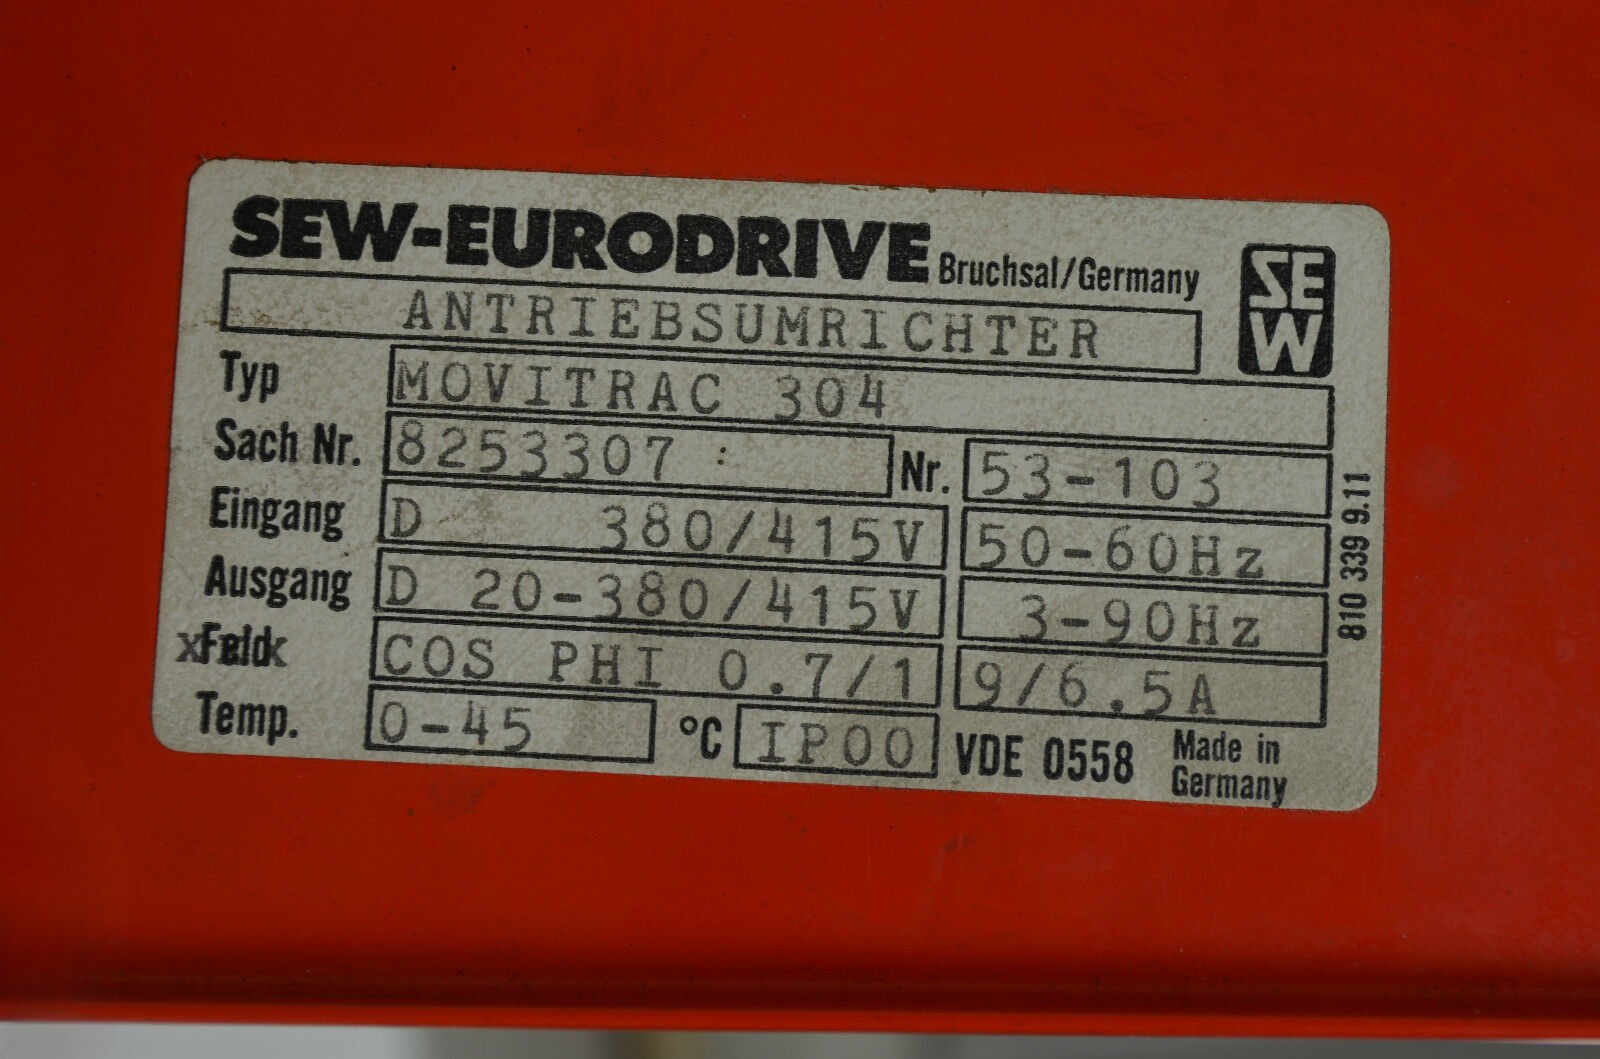 SEW-EURODRIVE Bruchsal/Germany
SEW
ANTRIEBSUMRICHTER
Typ MOVITRAC 304
Sach Nr. 8253307 : Nr. 53-103
Eingang D 380/415V 50-60Hz
Ausgang D 20-380/415V 3-90Hz
xFeldx COS PHI 0.7/1 9/6.5A
Temp. 0-45 °C IP00 VDE 0558 Made in
Germany
810 339 9.11